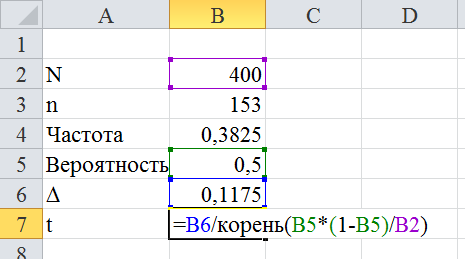 A B C D
1
2 N 400
3 n 153
4 Частота 0,3825
5 Вероятность 0,5
6 Δ 0,1175
7 t =B6/корень(B5*(1-B5)/B2)
8